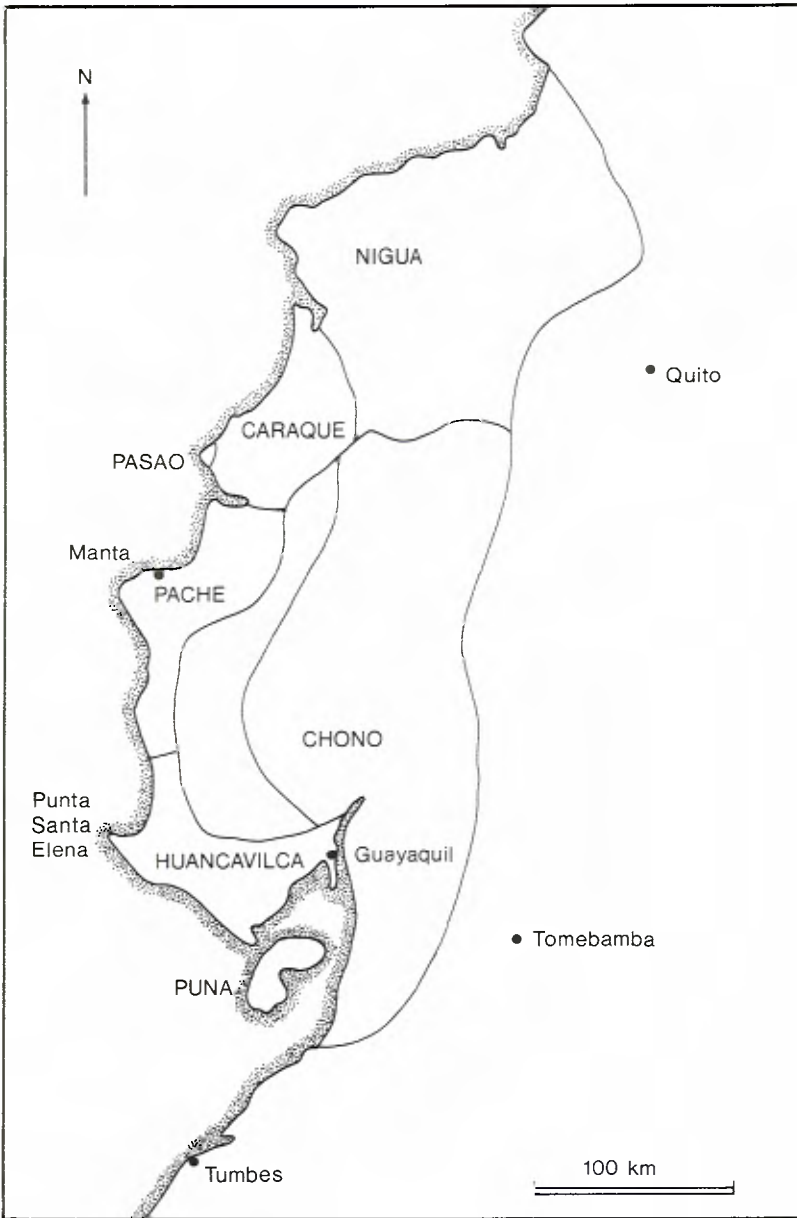 N
NIGUA
Quito
CARAQUE
PASAO
Manta
PACHE
CHONO
Punta
Santa
Elena
HUANCAVILCA
Guayaquil
Tomebamba
PUNA
Tumbes
100 km